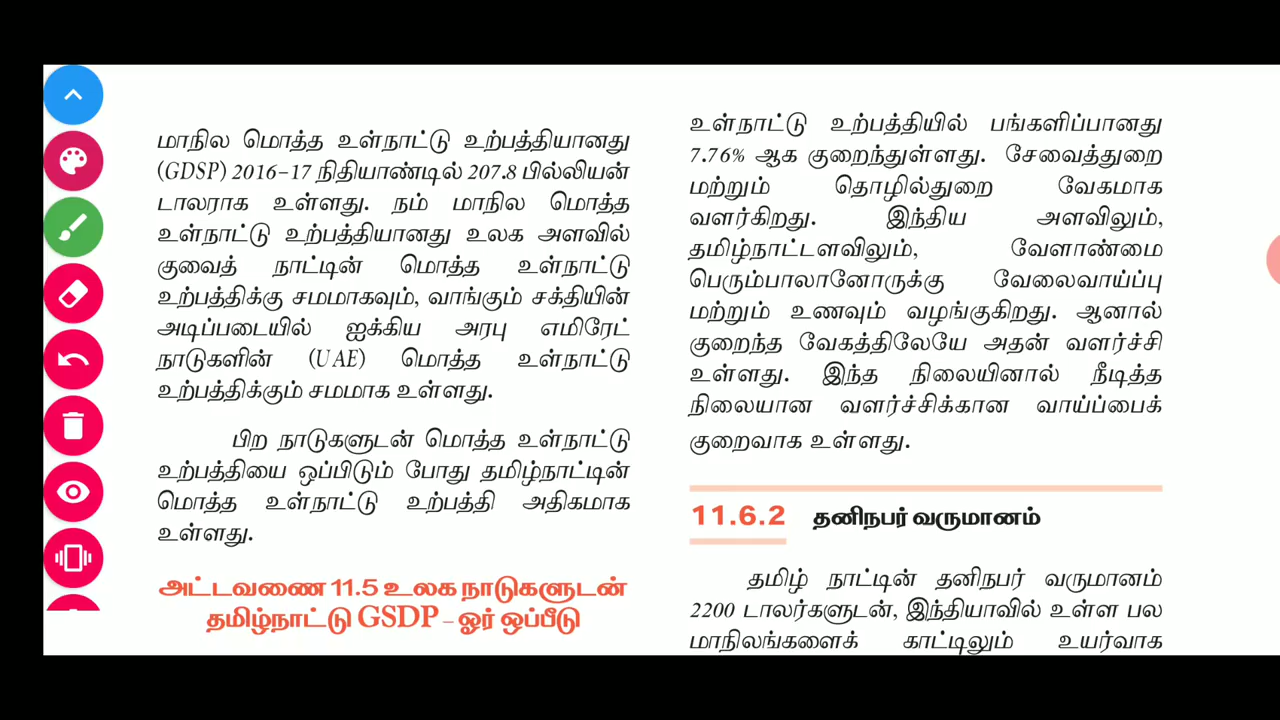 மாநில மொத்த உள்நாட்டு உற்பத்தியானது
(GDSP) 2016–17 நிதியாண்டில் 207.8 பில்லியன்
டாலராக உள்ளது. நம் மாநில மொத்த
உள்நாட்டு உற்பத்தியானது உலக அளவில்
குவைத் நாட்டின் மொத்த உள்நாட்டு
உற்பத்திக்கு சமமாகவும், வாங்கும் சக்தியின்
அடிப்படையில் ஐக்கிய அரபு எமிரேட்
நாடுகளின் (UAE) மொத்த உள்நாட்டு
உற்பத்திக்கும் சமமாக உள்ளது.
பிற நாடுகளுடன் மொத்த உள்நாட்டு
உற்பத்தியை ஒப்பிடும் போது தமிழ்நாட்டின்
மொத்த உள்நாட்டு உற்பத்தி அதிகமாக
உள்ளது.
அட்டவணை 11.5 உலக நாடுகளுடன்
தமிழ்நாட்டு GSDP – ஓர் ஒப்பீடு
உள்நாட்டு உற்பத்தியில் பங்களிப்பானது
7.76% ஆக குறைந்துள்ளது. சேவைத்துறை
மற்றும் தொழில்துறை வேகமாக
வளர்கிறது. இந்திய அளவிலும்,
தமிழ்நாட்டளவிலும், வேளாண்மை
பெரும்பாலானோருக்கு வேலைவாய்ப்பு
மற்றும் உணவும் வழங்குகிறது. ஆனால்
குறைந்த வேகத்திலேயே அதன் வளர்ச்சி
உள்ளது. இந்த நிலையினால் நீடித்த
நிலையான வளர்ச்சிக்கான வாய்ப்பைக்
குறைவாக உள்ளது.
11.6.2 தனிநபர் வருமானம்
தமிழ் நாட்டின் தனிநபர் வருமானம்
2200 டாலர்களுடன், இந்தியாவில் உள்ள பல
மாநிலங்களைக் காட்டிலும் உயர்வாக